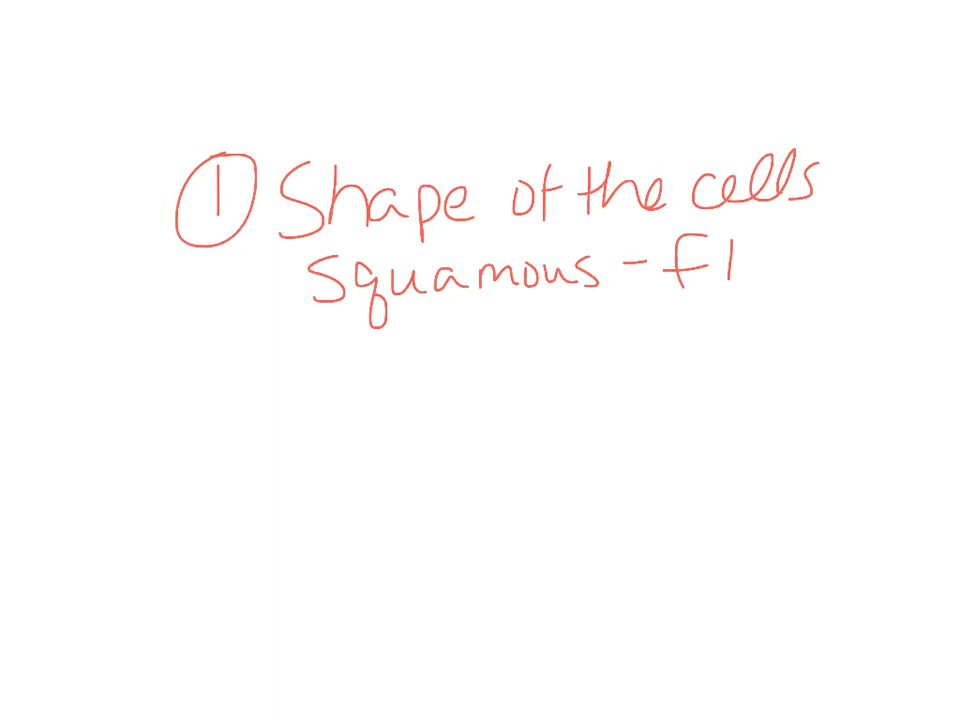 ① Shape of the cells
squamous - fl